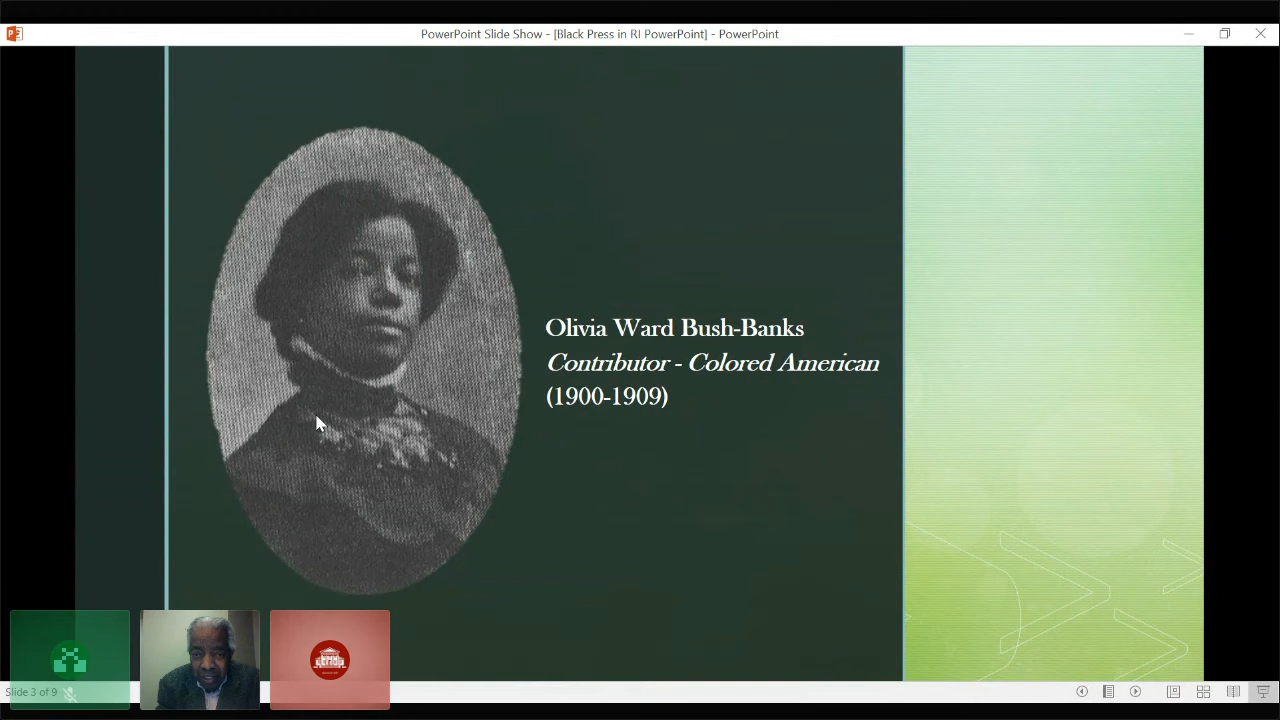 PowerPoint Slide Show - [Black Press in RI PowerPoint] - PowerPoint
Olivia Ward Bush-Banks
Contributor - Colored American
(1900-1909)
Slide 3 of 9